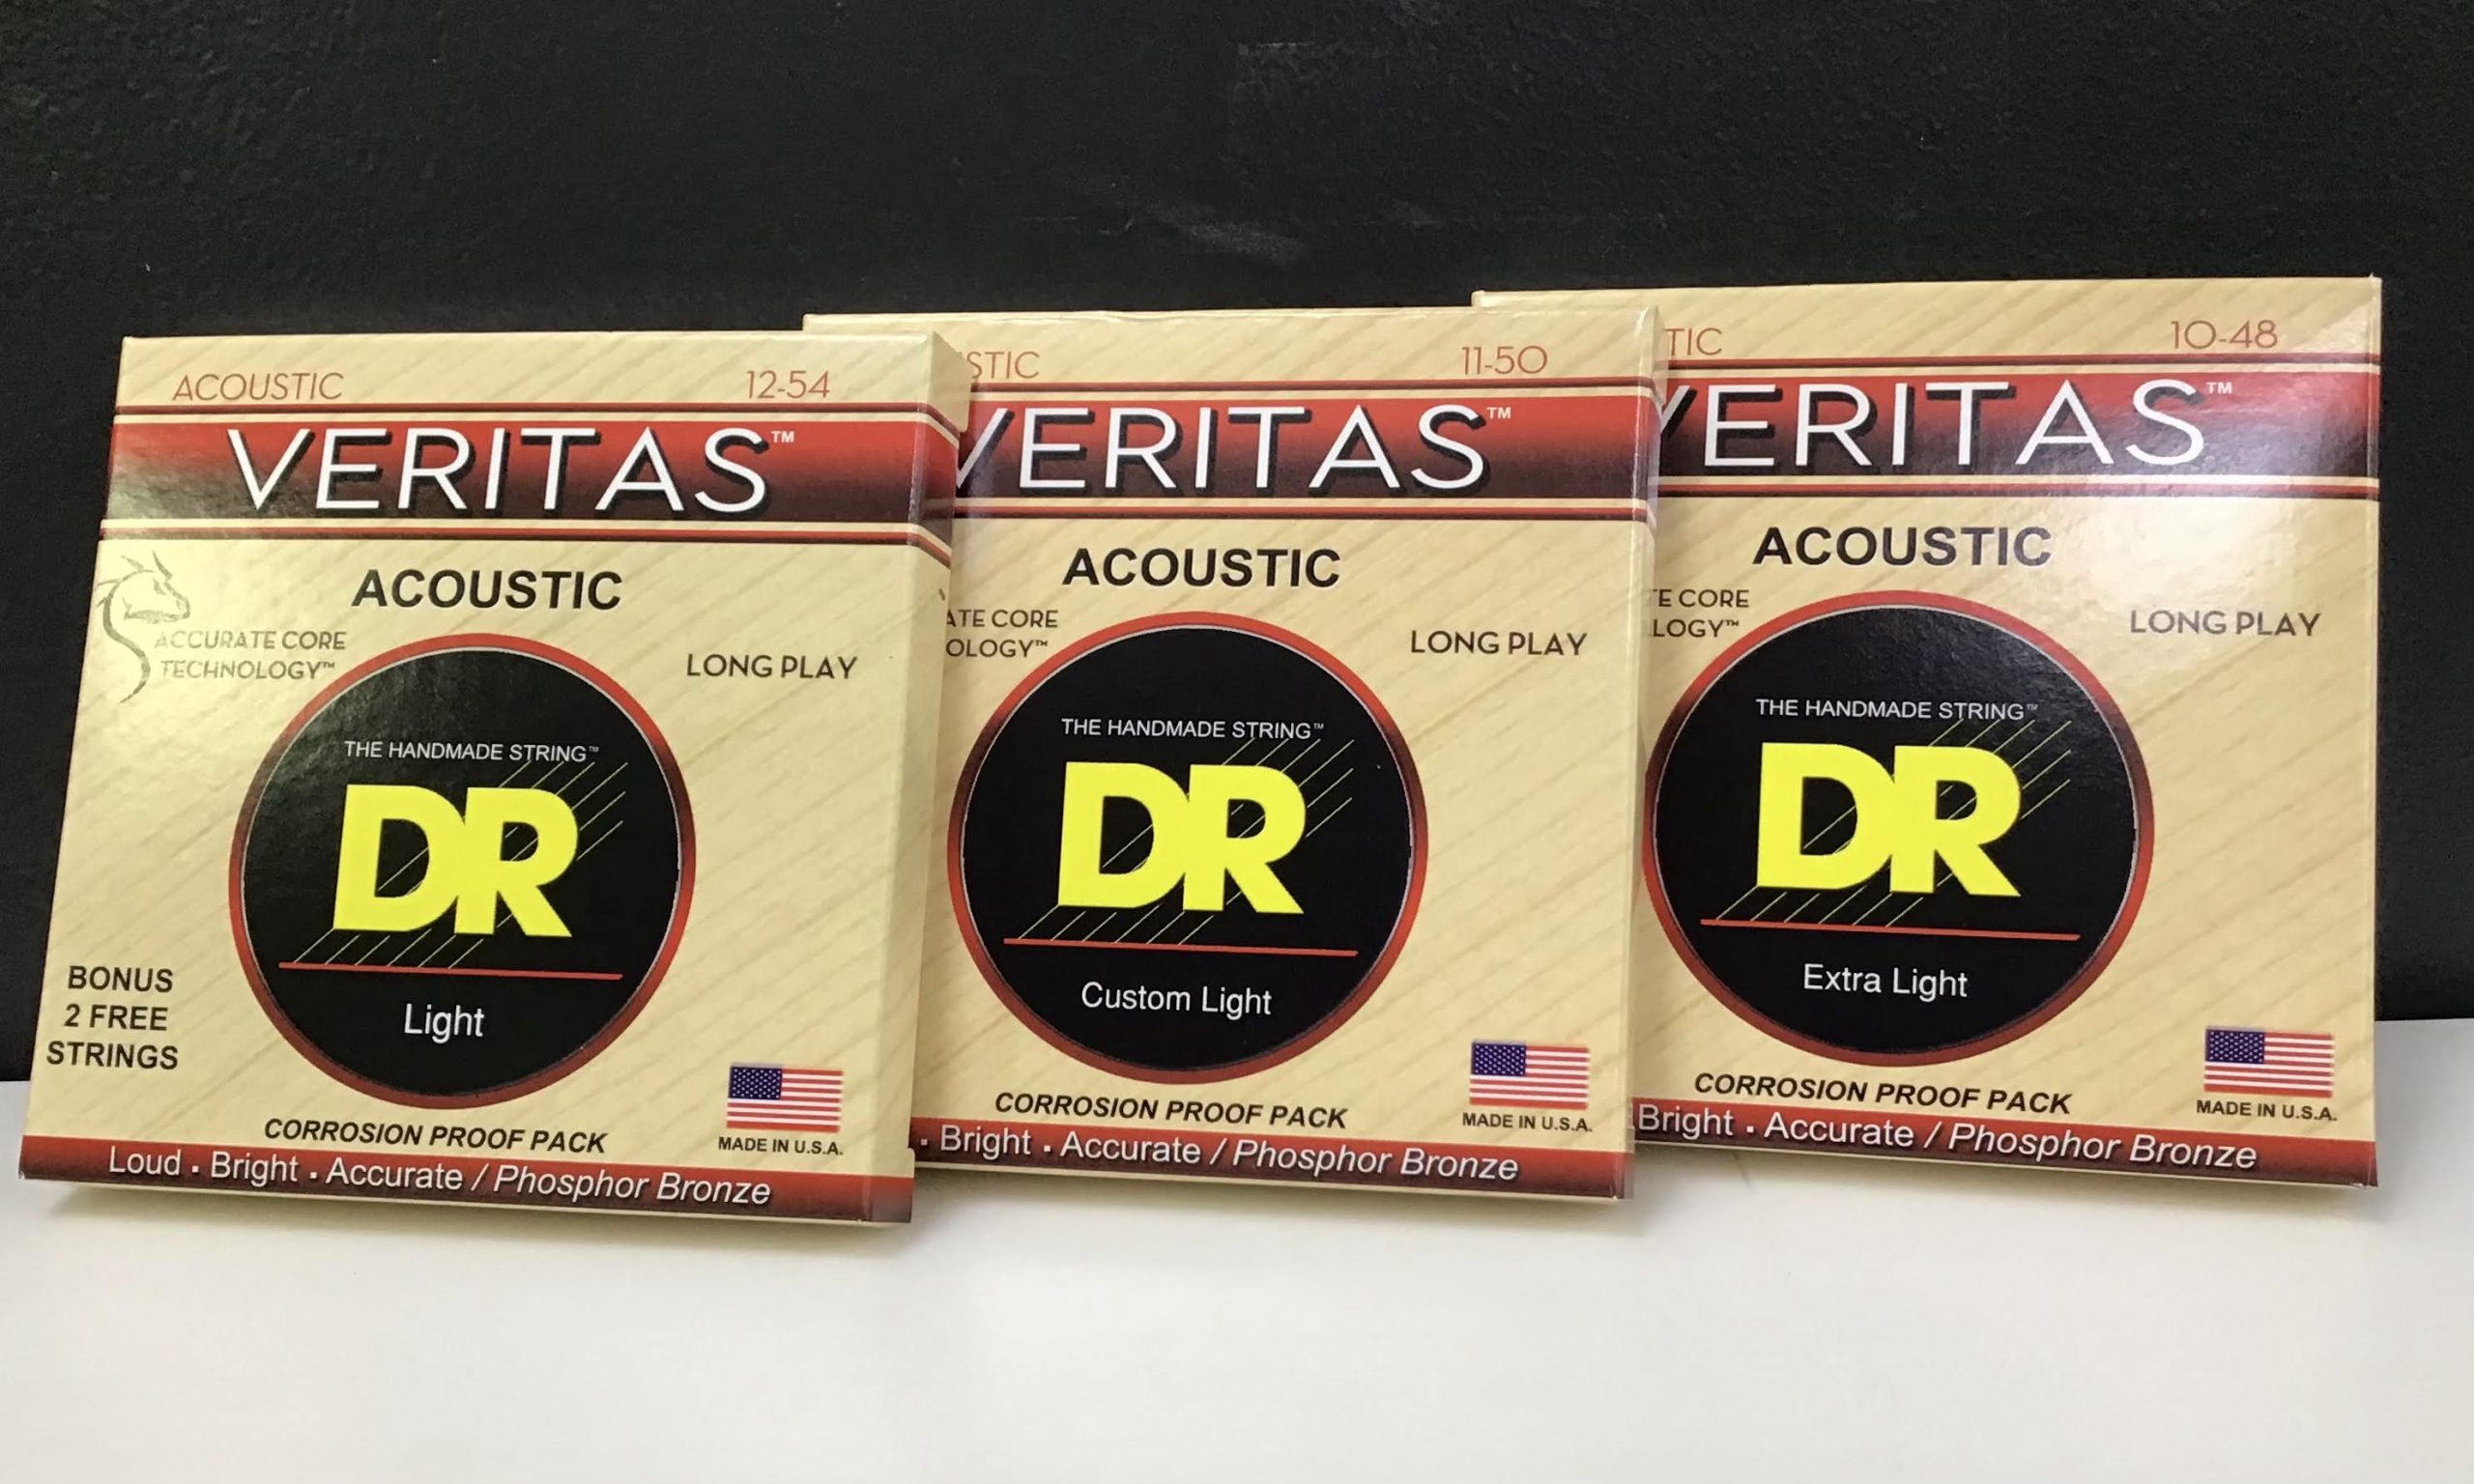 ACOUSTIC 12-54
VERITAS™
ACOUSTIC
ACCURATE CORE
TECHNOLOGY™
LONG PLAY
THE HANDMADE STRING™
DR
Light
BONUS
2 FREE
STRINGS
MADE IN U.S.A.
CORROSION PROOF PACK
Loud · Bright · Accurate / Phosphor Bronze
STIC 11-50
VERITAS™
ACOUSTIC
ATE CORE
OLOGY™
LONG PLAY
THE HANDMADE STRING™
DR
Custom Light
MADE IN U.S.A.
CORROSION PROOF PACK
· Bright · Accurate / Phosphor Bronze
TIC 10-48
VERITAS™
ACOUSTIC
TE CORE
LOGY™
LONG PLAY
THE HANDMADE STRING™
DR
Extra Light
MADE IN U.S.A.
CORROSION PROOF PACK
Bright · Accurate / Phosphor Bronze